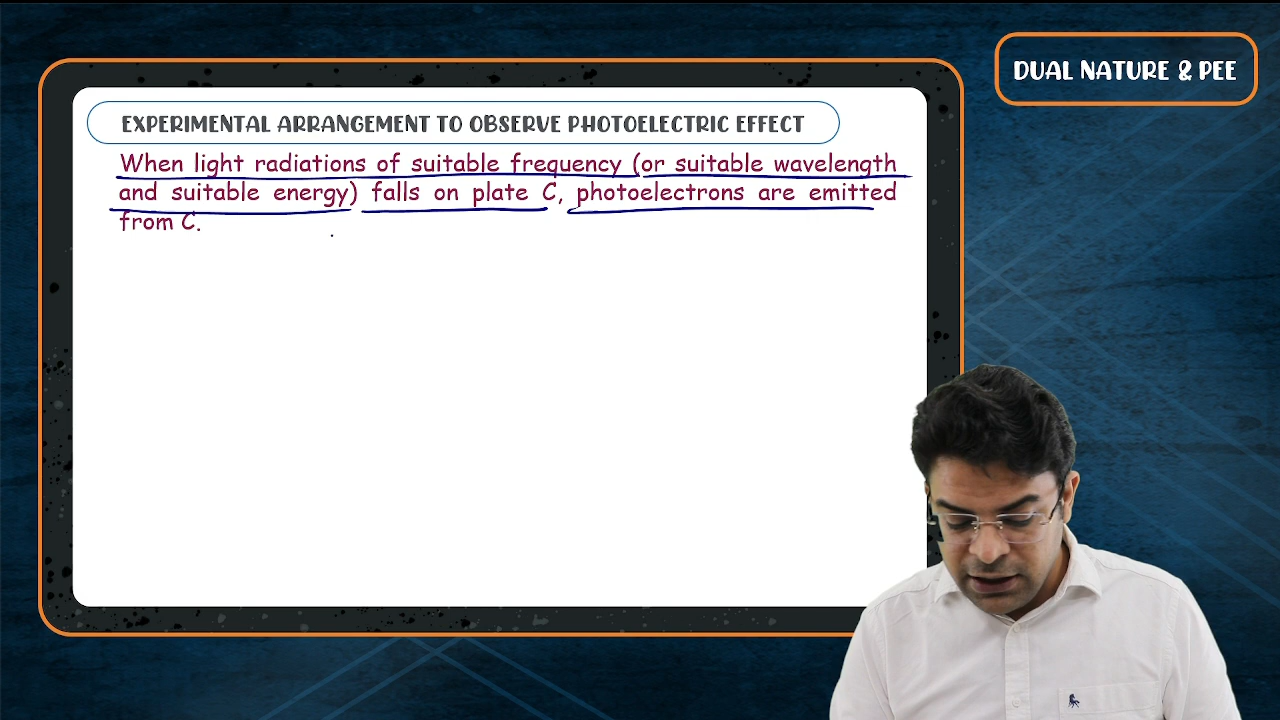 DUAL NATURE & PEE
EXPERIMENTAL ARRANGEMENT TO OBSERVE PHOTOELECTRIC EFFECT
When light radiations of suitable frequency (or suitable wavelength
and suitable energy) falls on plate C, photoelectrons are emitted
from C.